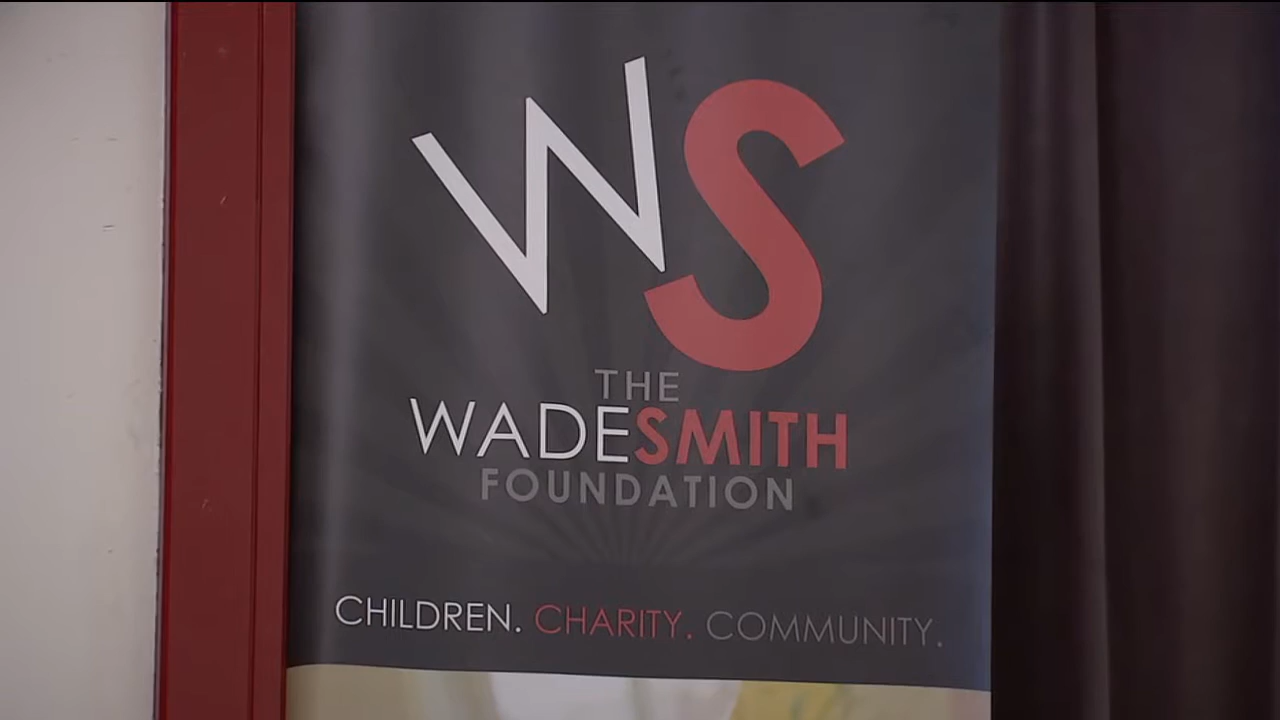 WS
THE
WADESMITH
FOUNDATION
CHILDREN. CHARITY. COMMUNITY.